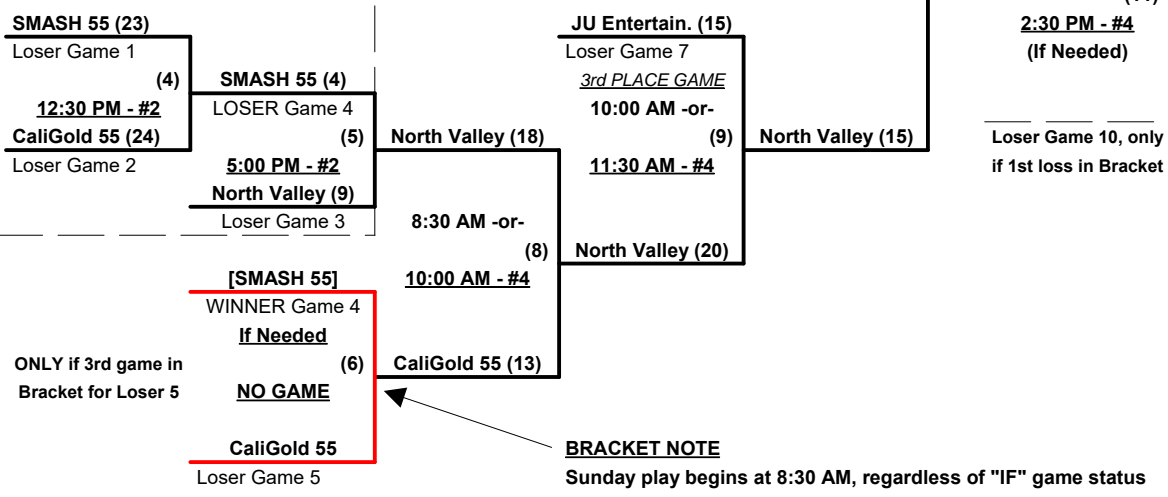 SMASH 55 (23)
Loser Game 1
(4)
12:30 PM - #2
CaliGold 55 (24)
Loser Game 2
SMASH 55 (4)
LOSER Game 4
(5)
5:00 PM - #2
North Valley (9)
Loser Game 3
North Valley (18)
8:30 AM -or-
(8)
10:00 AM - #4
[SMASH 55]
WINNER Game 4
If Needed
(6)
NO GAME
CaliGold 55
Loser Game 5
ONLY if 3rd game in
Bracket for Loser 5
CaliGold 55 (13)
JU Entertain. (15)
Loser Game 7
3rd PLACE GAME
10:00 AM -or-
(9)
11:30 AM - #4
North Valley (20)
North Valley (15)
2:30 PM - #4
(If Needed)
Loser Game 10, only
if 1st loss in Bracket
BRACKET NOTE
Sunday play begins at 8:30 AM, regardless of "IF" game status